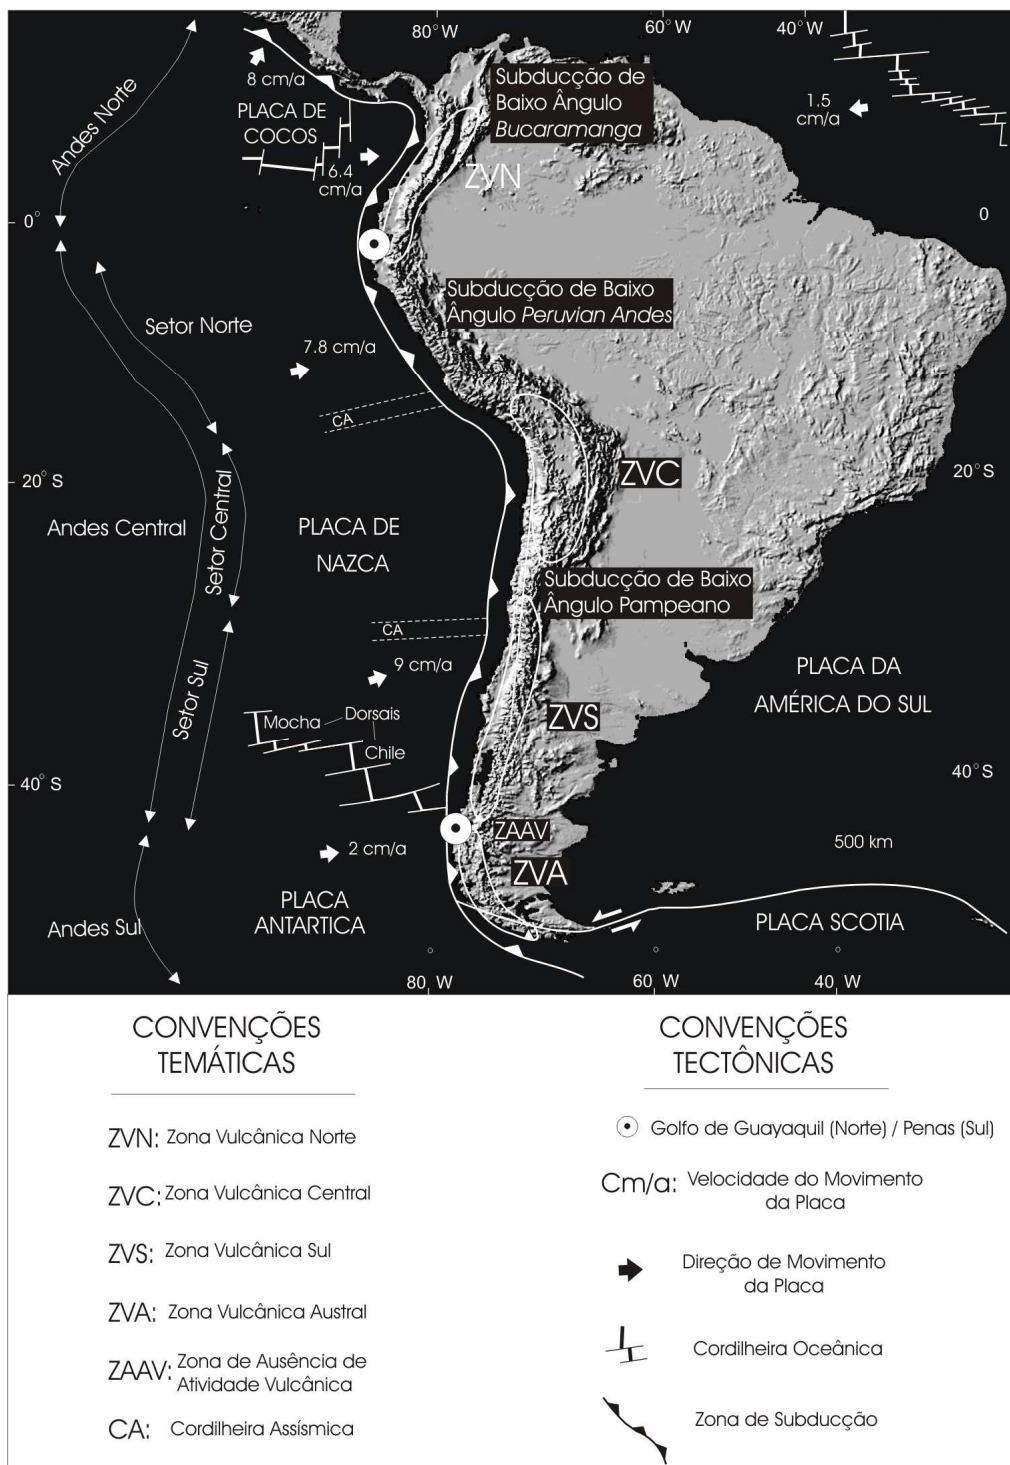 80° W
60° W
40° W
Andes Norte
8 cm/a
PLACA DE
COCOS
6.4
cm/a
Subducção de
Baixo Ângulo
Bucaramanga
ZVN
1.5
cm/a
0°
0
Setor Norte
Subducção de Baixo
Ângulo Peruvian Andes
7.8 cm/a
CA
20° S
ZVC
20° S
Andes Central
Setor Central
PLACA DE
NAZCA
Subducção de Baixo
Ângulo Pampeano
CA
9 cm/a
PLACA DA
AMÉRICA DO SUL
Setor Sul
Mocha
Dorsais
Chile
ZVS
40° S
40° S
ZAAV
500 km
2 cm/a
ZVA
PLACA
ANTARTICA
Andes Sul
PLACA SCOTIA
80° W
60° W
40° W
CONVENÇÕES
TEMÁTICAS
ZVN: Zona Vulcânica Norte
ZVC: Zona Vulcânica Central
ZVS: Zona Vulcânica Sul
ZVA: Zona Vulcânica Austral
ZAAV: Zona de Ausência de
Atividade Vulcânica
CA: Cordilheira Assísmica
CONVENÇÕES
TECTÔNICAS
Golfo de Guayaquil (Norte) / Penas (Sul)
Cm/a: Velocidade do Movimento
da Placa
Direção de Movimento
da Placa
Cordilheira Oceânica
Zona de Subducção